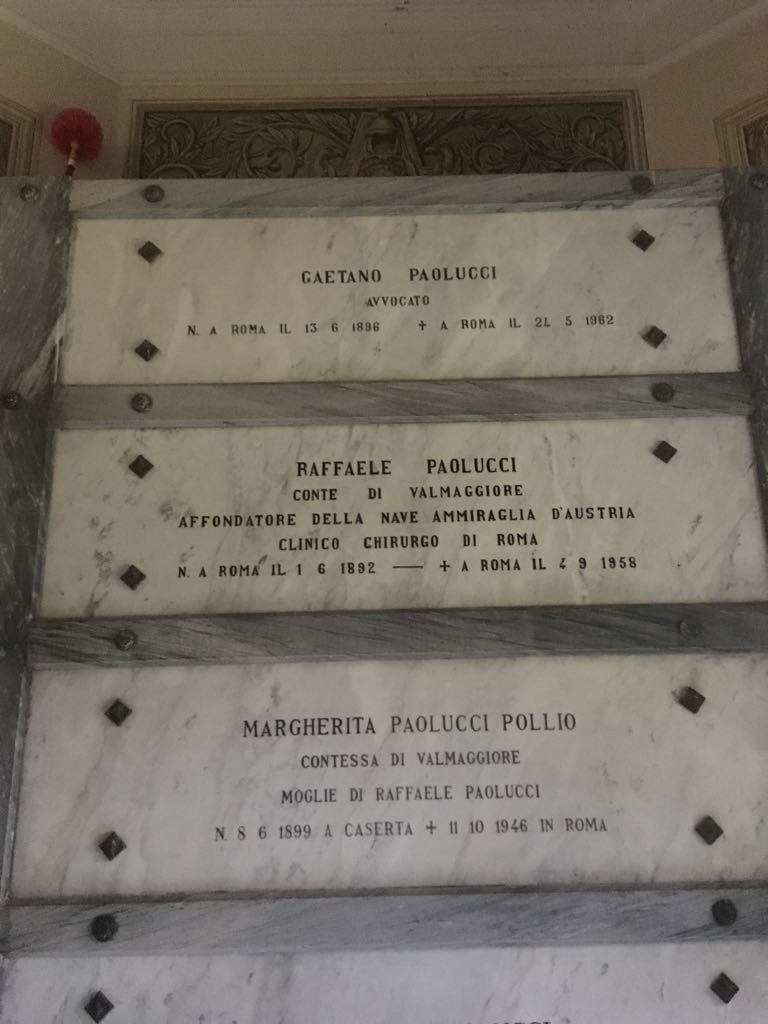 GAETANO PAOLUCCI
AVVOCATO
N. A ROMA IL 13 6 1896 + A ROMA IL 24 5 1962
RAFFAELE PAOLUCCI
CONTE DI VALMAGGIORE
AFFONDATORE DELLA NAVE AMMIRAGLIA D'AUSTRIA
CLINICO CHIRURGO DI ROMA
N. A ROMA IL 1 6 1892 — + A ROMA IL 4 9 1958
MARGHERITA PAOLUCCI POLLIO
CONTESSA DI VALMAGGIORE
MOGLIE DI RAFFAELE PAOLUCCI
N. 8 6 1899 A CASERTA + 11 10 1946 IN ROMA